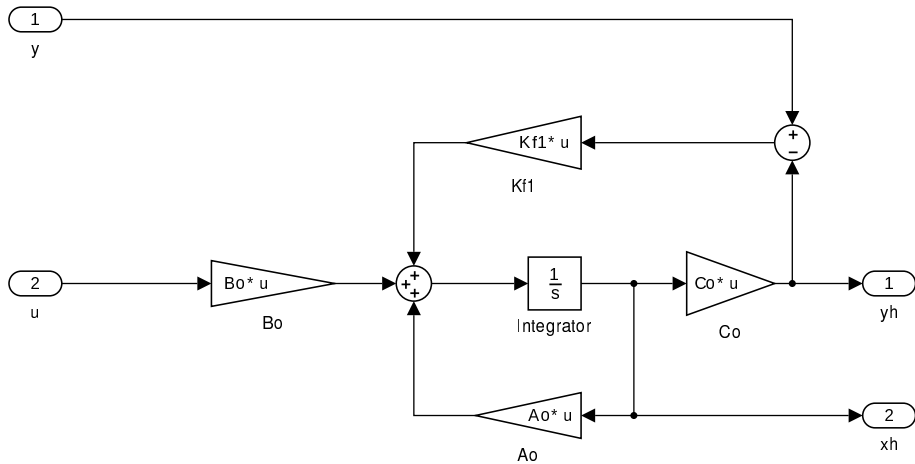 1
y
+
−
Kf1* u
Kf1
2
u
Bo* u
Bo
+
+
+
1
s
Integrator
Co* u
Co
1
yh
Ao* u
Ao
2
xh